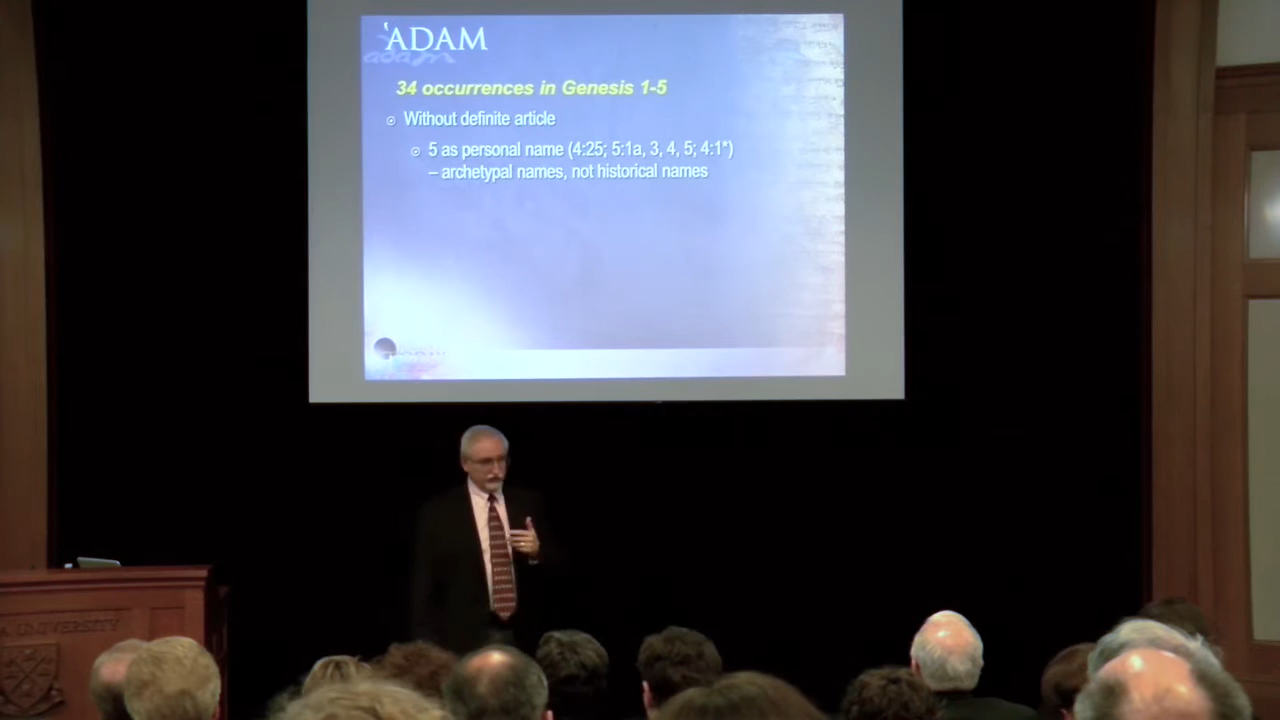 'ADAM
34 occurrences in Genesis 1-5
Without definite article
5 as personal name (4:25; 5:1a, 3, 4, 5; 4:1*)
– archetypal names, not historical names
UNIVERSITY